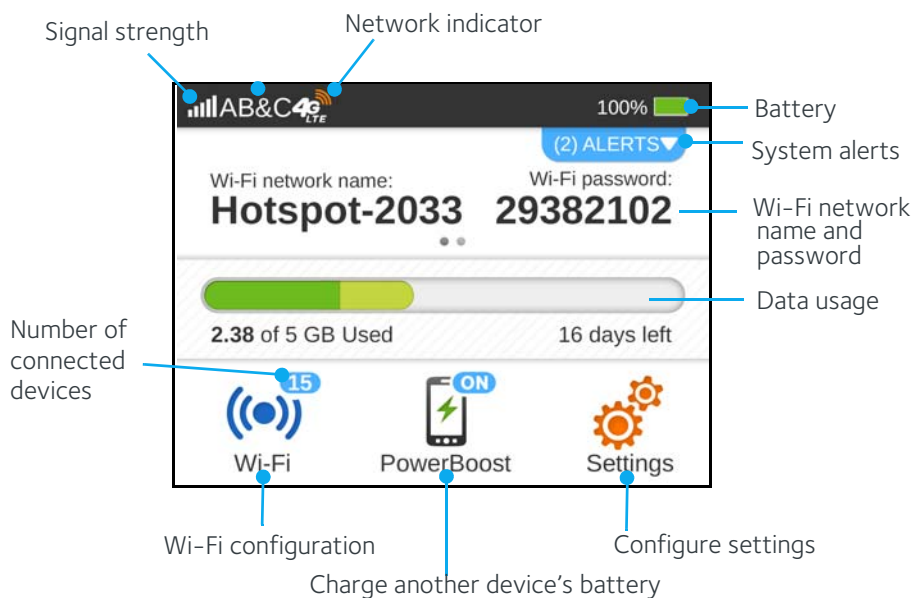 Signal strength
Network indicator
AB&C 4G LTE
100%
Battery
(2) ALERTS
System alerts
Wi-Fi network name:
Wi-Fi password:
Hotspot-2033
29382102
Wi-Fi network
name and
password
Data usage
2.38 of 5 GB Used
16 days left
Number of
connected
devices
15
ON
Wi-Fi
PowerBoost
Settings
Wi-Fi configuration
Configure settings
Charge another device's battery